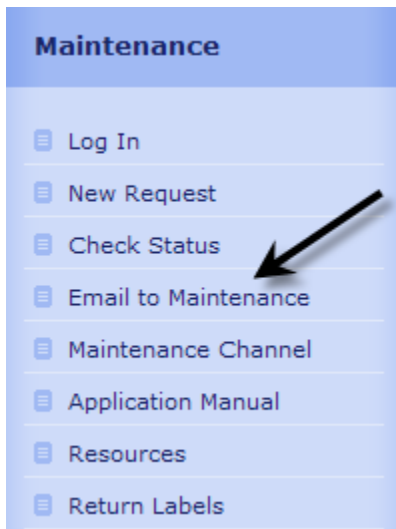 Maintenance
Log In
New Request
Check Status
Email to Maintenance
Maintenance Channel
Application Manual
Resources
Return Labels